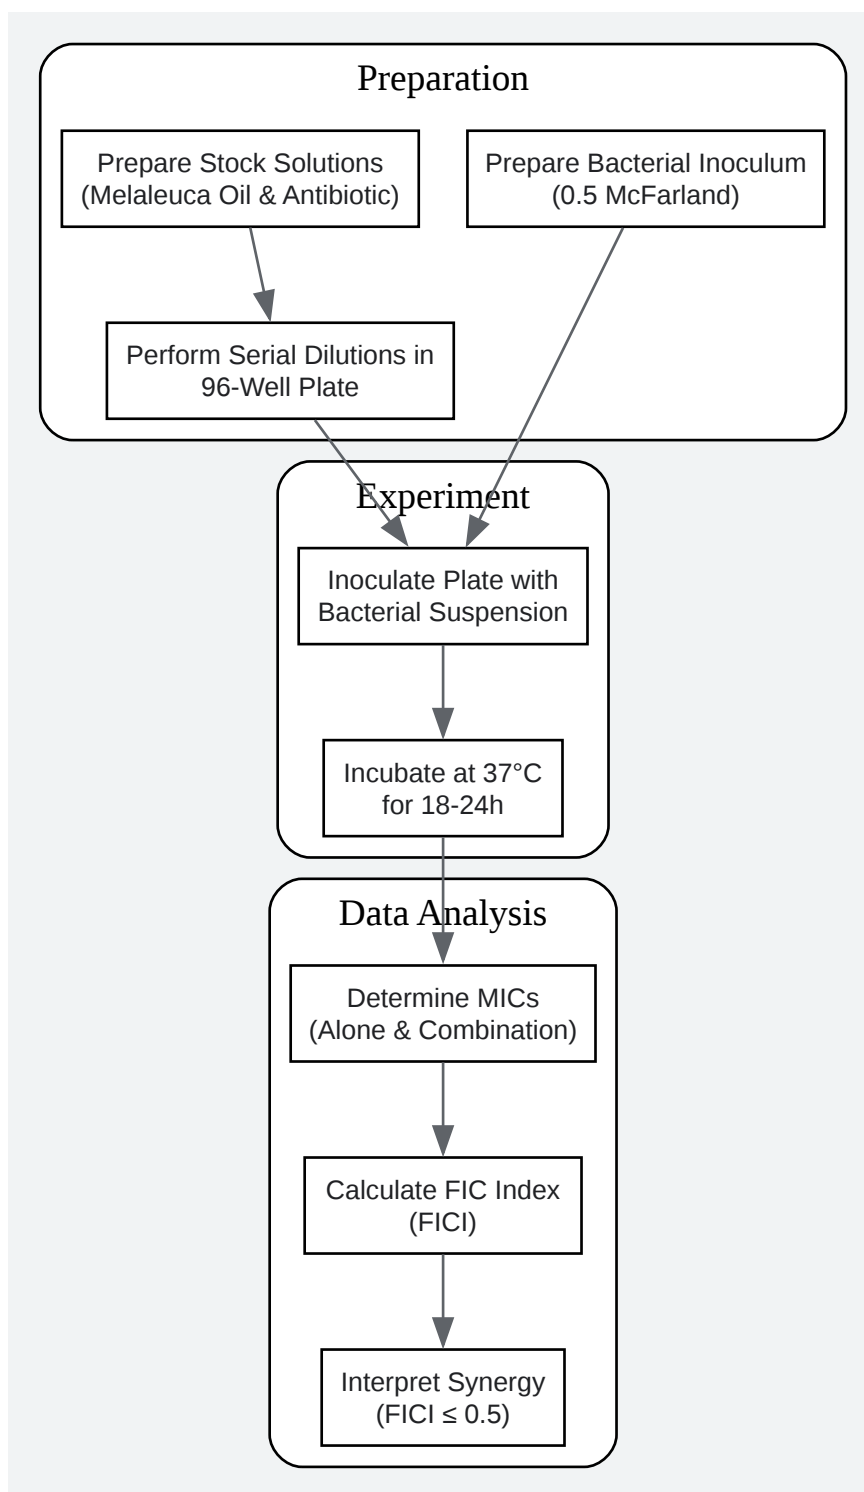 Preparation
Prepare Stock Solutions
(Melaleuca Oil & Antibiotic)
Prepare Bacterial Inoculum
(0.5 McFarland)
Perform Serial Dilutions in
96-Well Plate
Experiment
Inoculate Plate with
Bacterial Suspension
Incubate at 37°C
for 18-24h
Data Analysis
Determine MICs
(Alone & Combination)
Calculate FIC Index
(FICI)
Interpret Synergy
(FICI ≤ 0.5)